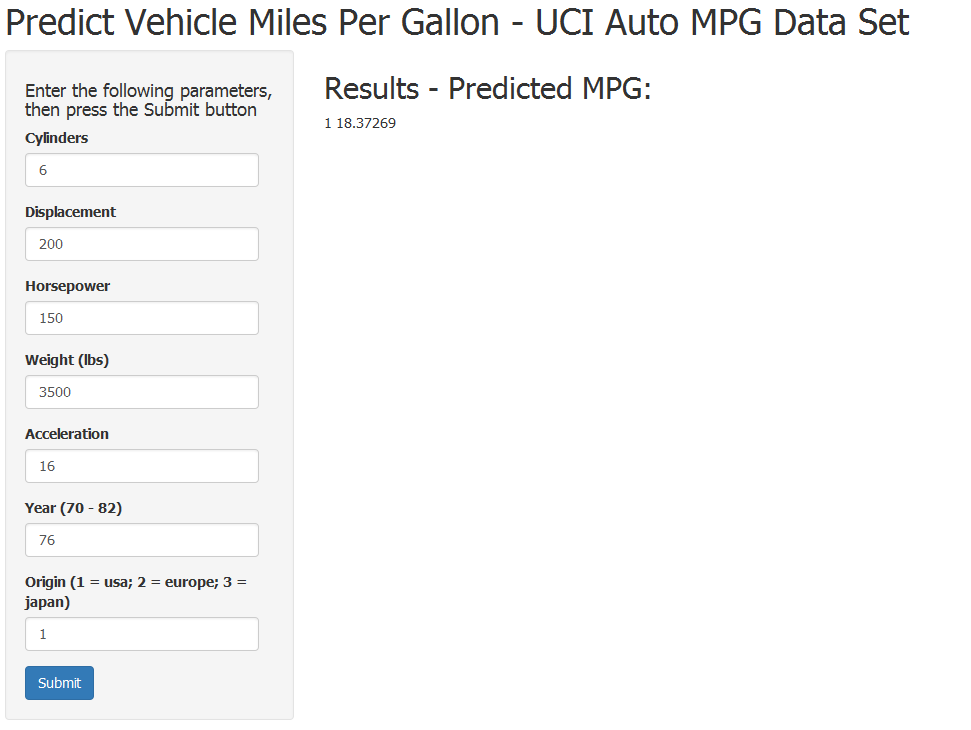 Predict Vehicle Miles Per Gallon - UCI Auto MPG Data Set
Enter the following parameters,
then press the Submit button
Cylinders
6
Displacement
200
Horsepower
150
Weight (lbs)
3500
Acceleration
16
Year (70 - 82)
76
Origin (1 = usa; 2 = europe; 3 =
japan)
1
Submit
Results - Predicted MPG:
1 18.37269